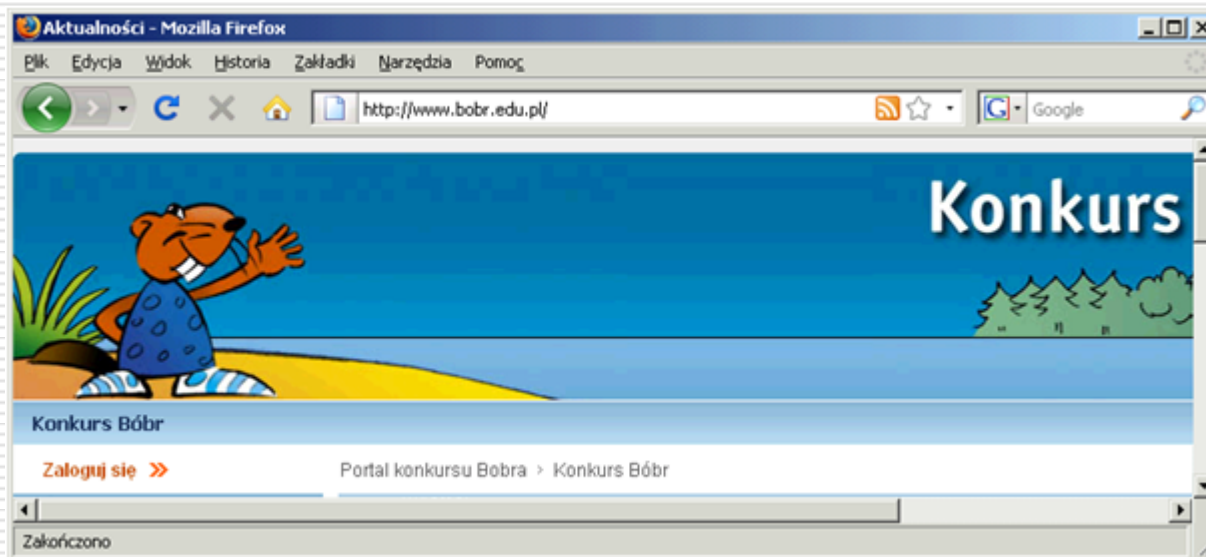 Aktualności - Mozilla Firefox
Plik Edycja Widok Historia Zakładki Narzędzia Pomoc
http://www.bobr.edu.pl/ G Google
Konkurs
Konkurs Bóbr
Zaloguj się »
Portal konkursu Bobra > Konkurs Bóbr
Zakończono